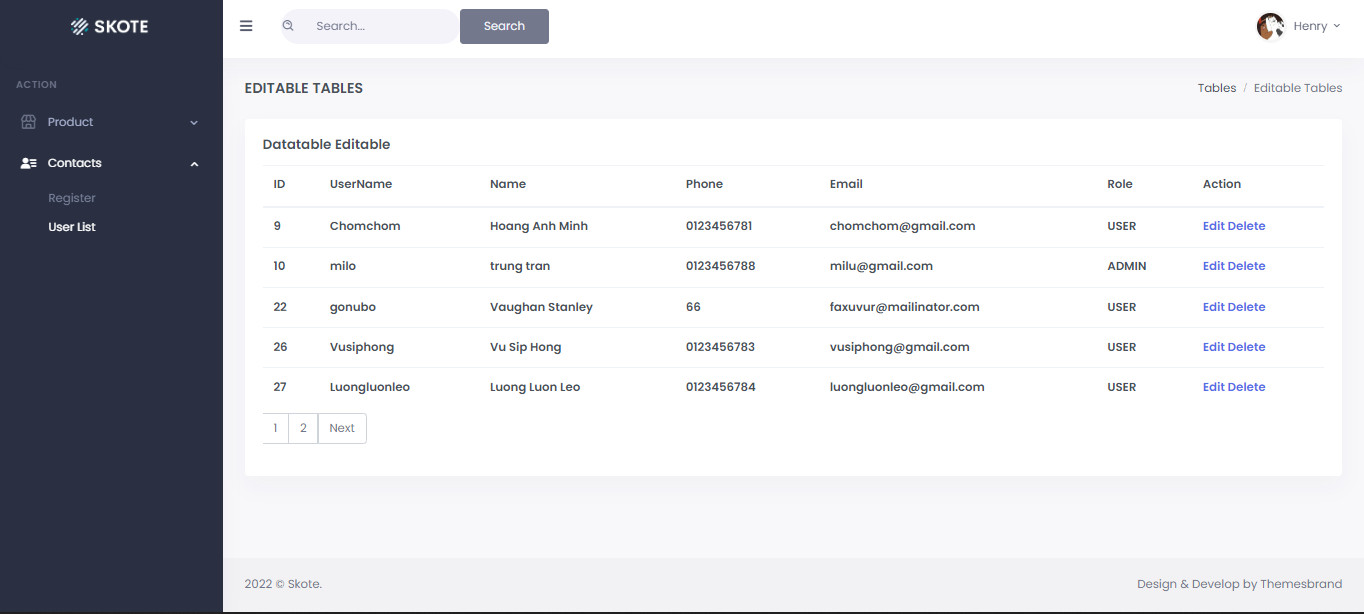 SKOTE
Search...
Search
Henry
ACTION
Product
Contacts
Register
User List
EDITABLE TABLES
Tables / Editable Tables
Datatable Editable
ID UserName Name Phone Email Role Action
9 Chomchom Hoang Anh Minh 0123456781 chomchom@gmail.com USER Edit Delete
10 milo trung tran 0123456788 milu@gmail.com ADMIN Edit Delete
22 gonubo Vaughan Stanley 66 faxuvur@mailinator.com USER Edit Delete
26 Vusiphong Vu Sip Hong 0123456783 vusiphong@gmail.com USER Edit Delete
27 Luongluonleo Luong Luon Leo 0123456784 luongluonleo@gmail.com USER Edit Delete
1 2 Next
2022 © Skote.
Design & Develop by Themesbrand